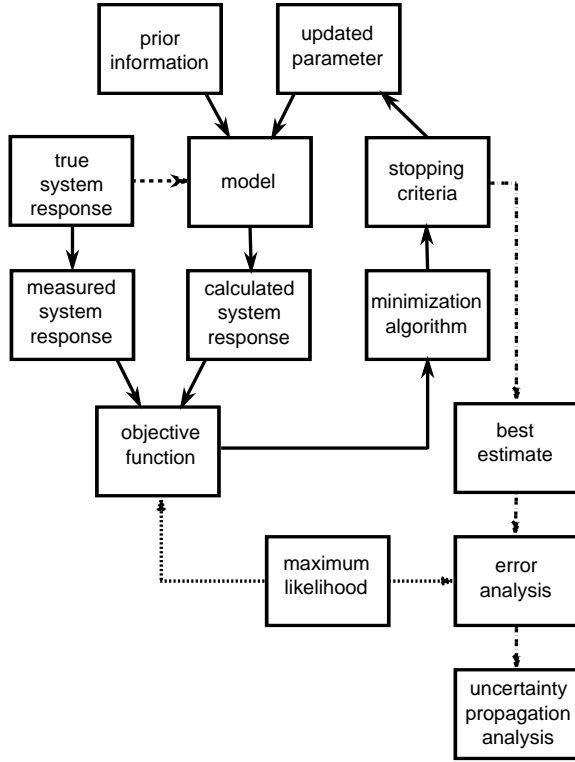 prior
information
updated
parameter
true
system
response
model
stopping
criteria
measured
system
response
calculated
system
response
minimization
algorithm
objective
function
best
estimate
maximum
likelihood
error
analysis
uncertainty
propagation
analysis